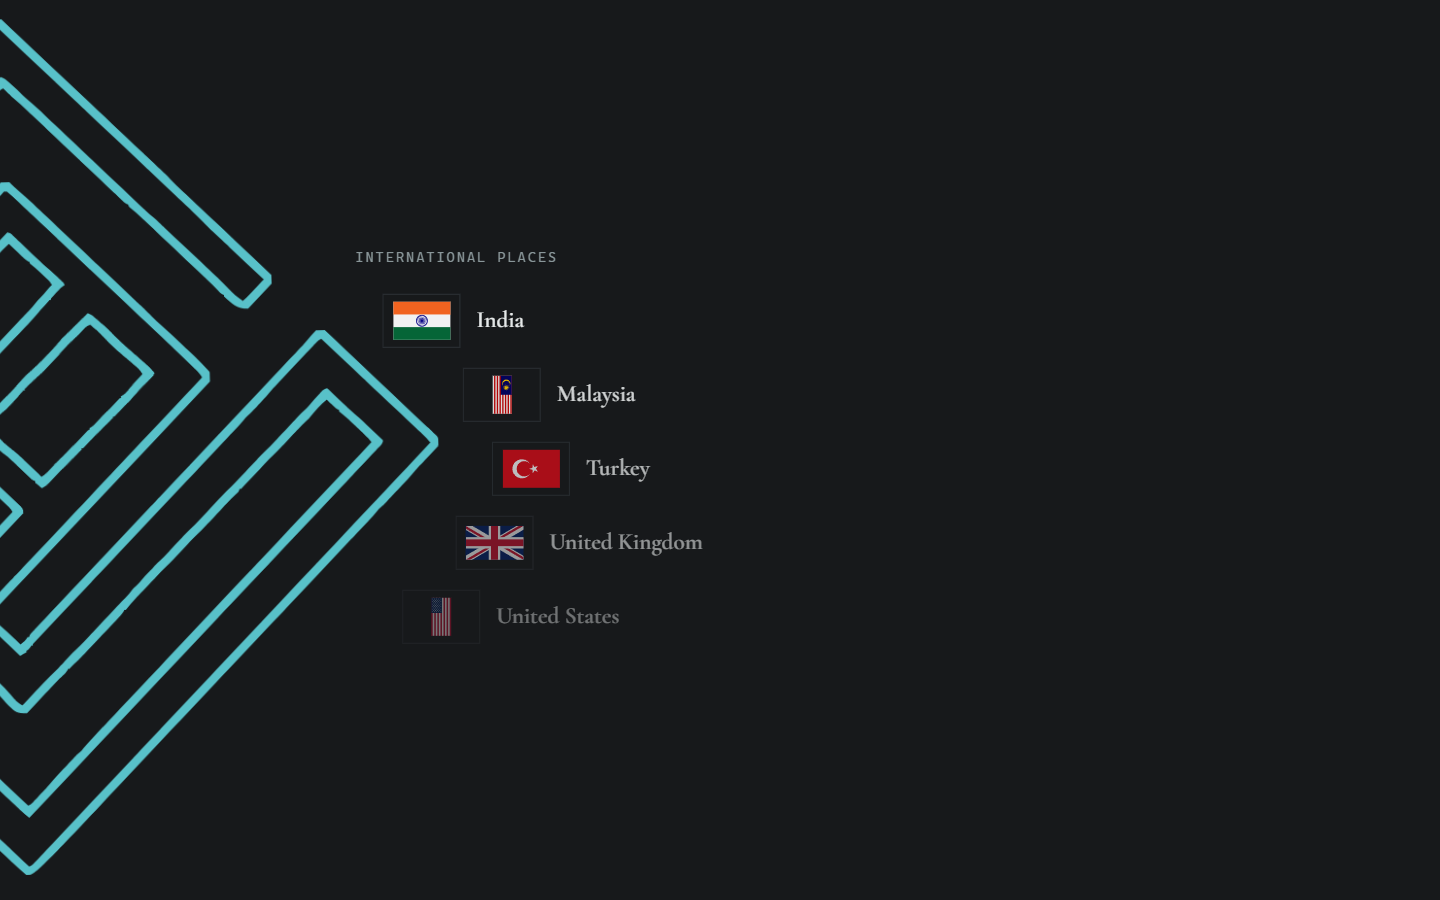 INTERNATIONAL PLACES
India
Malaysia
Turkey
United Kingdom
United States